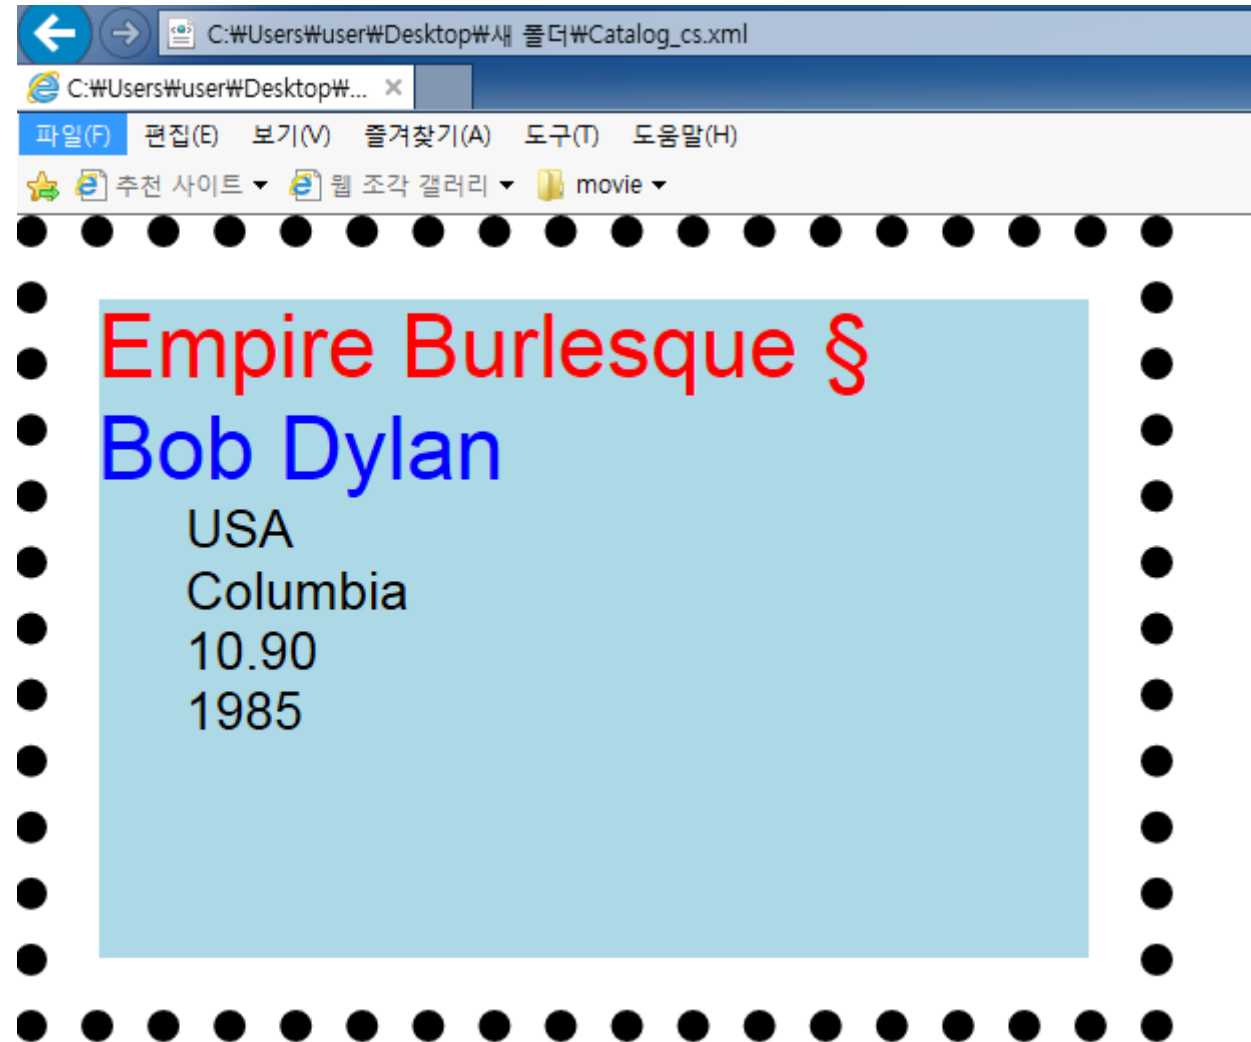 C:₩Users₩user₩Desktop₩새 폴더₩Catalog_cs.xml
C:₩Users₩user₩Desktop₩...
파일(F) 편집(E) 보기(V) 즐겨찾기(A) 도구(T) 도움말(H)
추천 사이트 웹 조각 갤러리 movie
Empire Burlesque §
Bob Dylan
USA
Columbia
10.90
1985